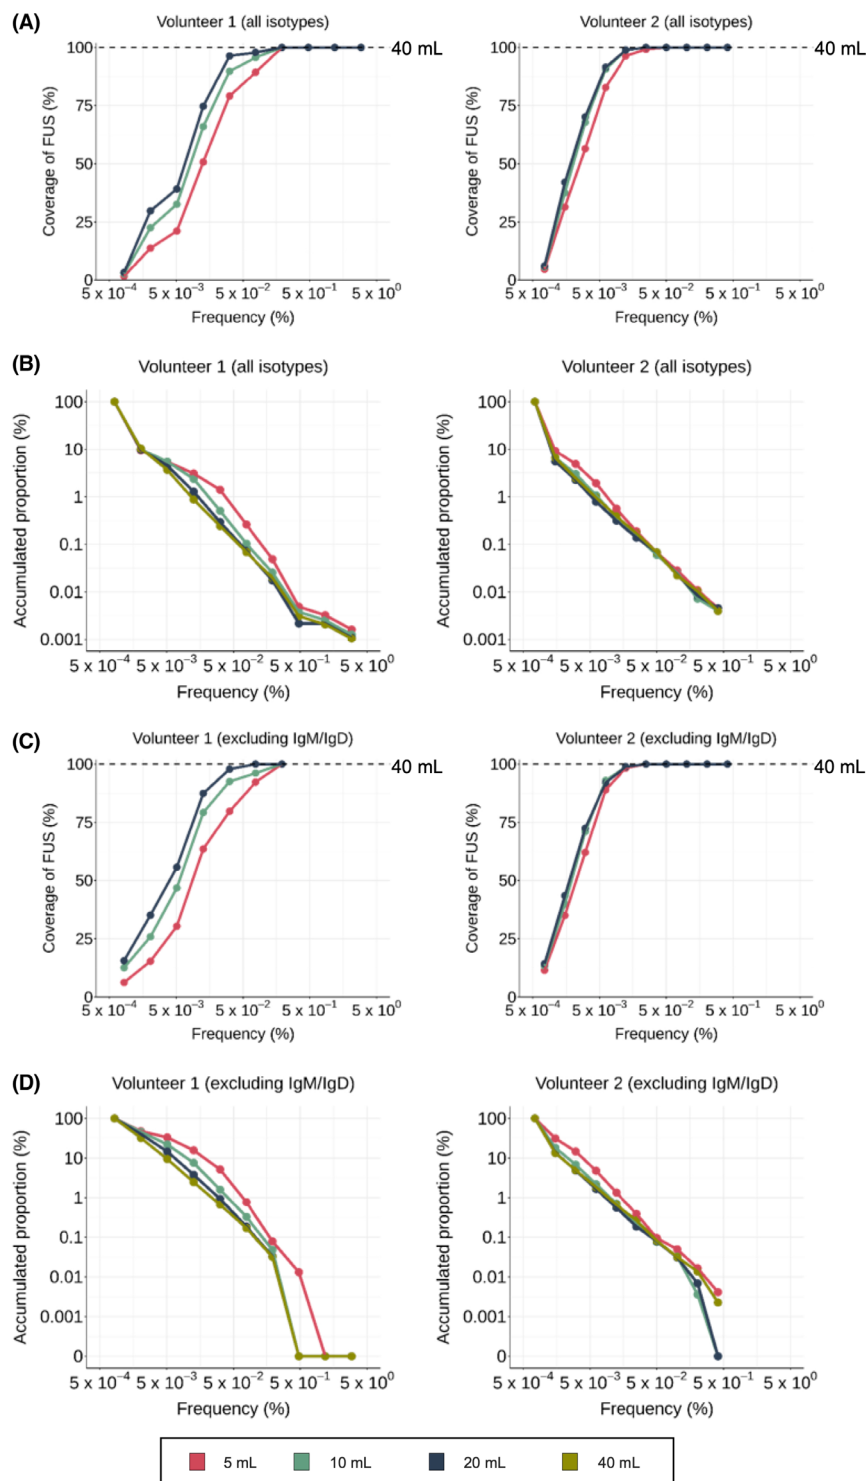 (A)
Volunteer 1 (all isotypes)
Volunteer 2 (all isotypes)
Coverage of FUS (%)
100
75
50
25
0
40 mL
5 x 10⁻⁴ 5 x 10⁻³ 5 x 10⁻² 5 x 10⁻¹ 5 x 10⁰
Frequency (%)
Coverage of FUS (%)
100
75
50
25
0
40 mL
5 x 10⁻⁴ 5 x 10⁻³ 5 x 10⁻² 5 x 10⁻¹ 5 x 10⁰
Frequency (%)
(B)
Volunteer 1 (all isotypes)
Volunteer 2 (all isotypes)
Accumulated proportion (%)
100
10
1
0.1
0.01
0.001
5 x 10⁻⁴ 5 x 10⁻³ 5 x 10⁻² 5 x 10⁻¹ 5 x 10⁰
Frequency (%)
Accumulated proportion (%)
100
10
1
0.1
0.01
0.001
5 x 10⁻⁴ 5 x 10⁻³ 5 x 10⁻² 5 x 10⁻¹ 5 x 10⁰
Frequency (%)
(C)
Volunteer 1 (excluding IgM/IgD)
Volunteer 2 (excluding IgM/IgD)
Coverage of FUS (%)
100
75
50
25
0
40 mL
5 x 10⁻⁴ 5 x 10⁻³ 5 x 10⁻² 5 x 10⁻¹ 5 x 10⁰
Frequency (%)
Coverage of FUS (%)
100
75
50
25
0
40 mL
5 x 10⁻⁴ 5 x 10⁻³ 5 x 10⁻² 5 x 10⁻¹ 5 x 10⁰
Frequency (%)
(D)
Volunteer 1 (excluding IgM/IgD)
Volunteer 2 (excluding IgM/IgD)
Accumulated proportion (%)
100
10
1
0.1
0.01
0.001
0
5 x 10⁻⁴ 5 x 10⁻³ 5 x 10⁻² 5 x 10⁻¹ 5 x 10⁰
Frequency (%)
Accumulated proportion (%)
100
10
1
0.1
0.01
0.001
0
5 x 10⁻⁴ 5 x 10⁻³ 5 x 10⁻² 5 x 10⁻¹ 5 x 10⁰
Frequency (%)
5 mL 10 mL 20 mL 40 mL